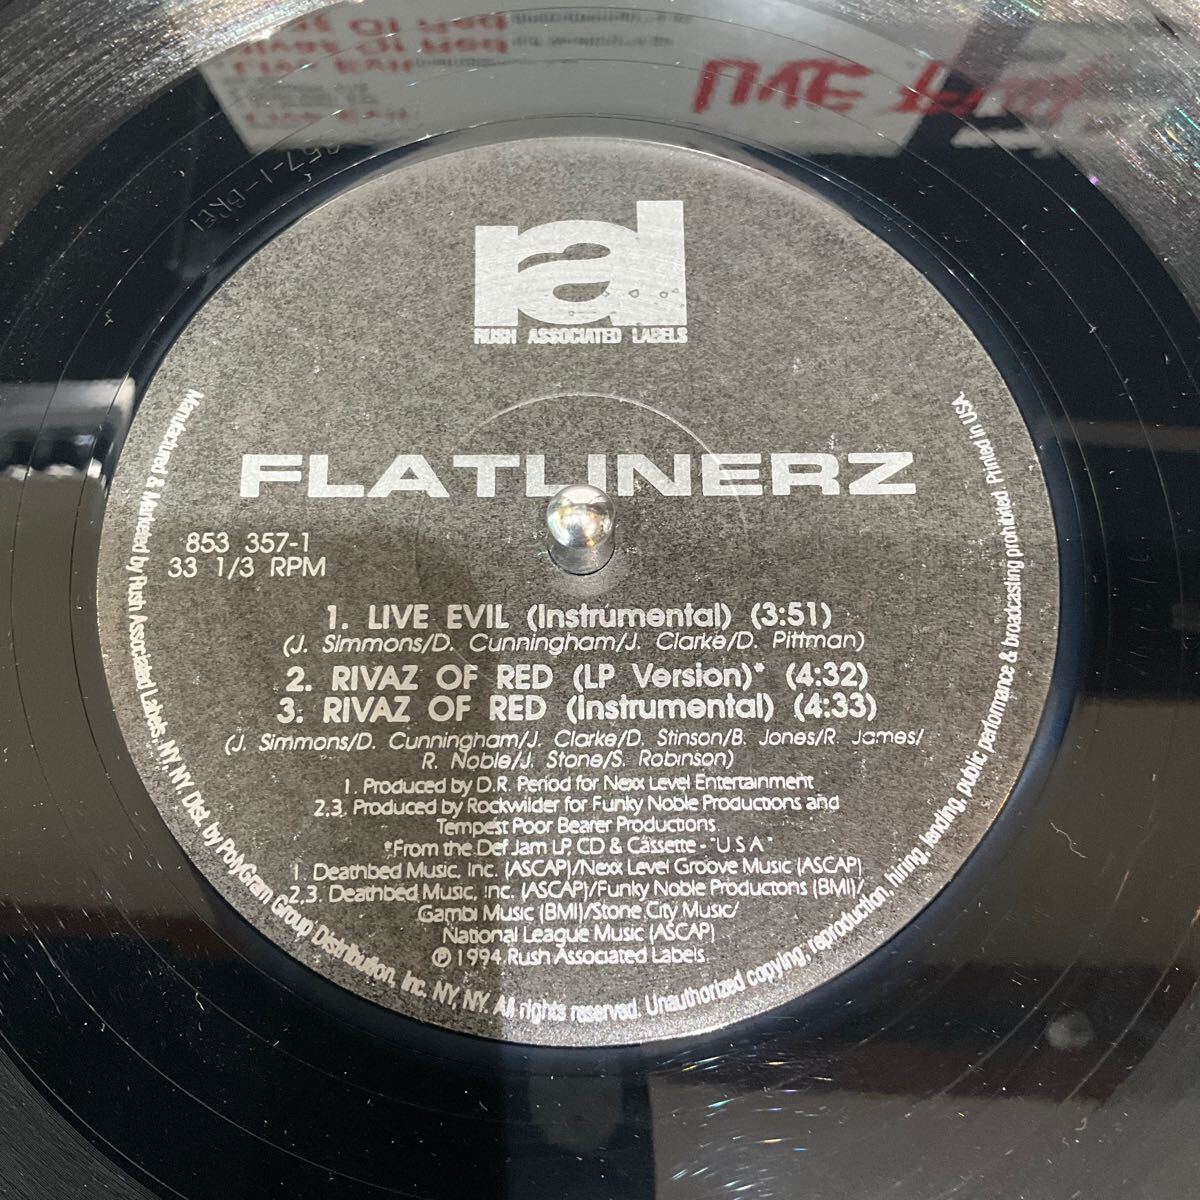 rad
RUSH ASSOCIATED LABELS
FLATLINERZ
853 357-1
33 1/3 RPM
1. LIVE EVIL (Instrumental) (3:51)
(J. Simmons/D. Cunningham/J. Clarke/D. Pittman)
2. RIVAZ OF RED (LP Version)* (4:32)
3. RIVAZ OF RED (Instrumental) (4:33)
(J. Simmons/D. Cunningham/J. Clarke/D. Stinson/B. Jones/R. James/
R. Noble/J. Stone/S. Robinson)
1. Produced by D.R. Period for Nexx Level Entertainment
2,3. Produced by Rockwilder for Funky Noble Productions and
Tempest Poor Bearer Productions.
*From the Def Jam LP, CD & Cassette - "U.S.A."
1. Deathbed Music, Inc. (ASCAP)/Nexx Level Groove Music (ASCAP)
2,3. Deathbed Music, Inc. (ASCAP)/Funky Noble Productons (BMI)/
Gambi Music (BMI)/Stone City Music/
National League Music (ASCAP)
℗ 1994 Rush Associated Labels.
Manufactured & Marketed by Rush Associated Labels, NY, NY. Dist. by PolyGram Group Distribution, Inc. NY, NY. All rights reserved. Unauthorized copying, reproduction, hiring, lending, public performance & broadcasting prohibited. Printed in USA.
Live Evil
Rivaz Of Red
LIVE